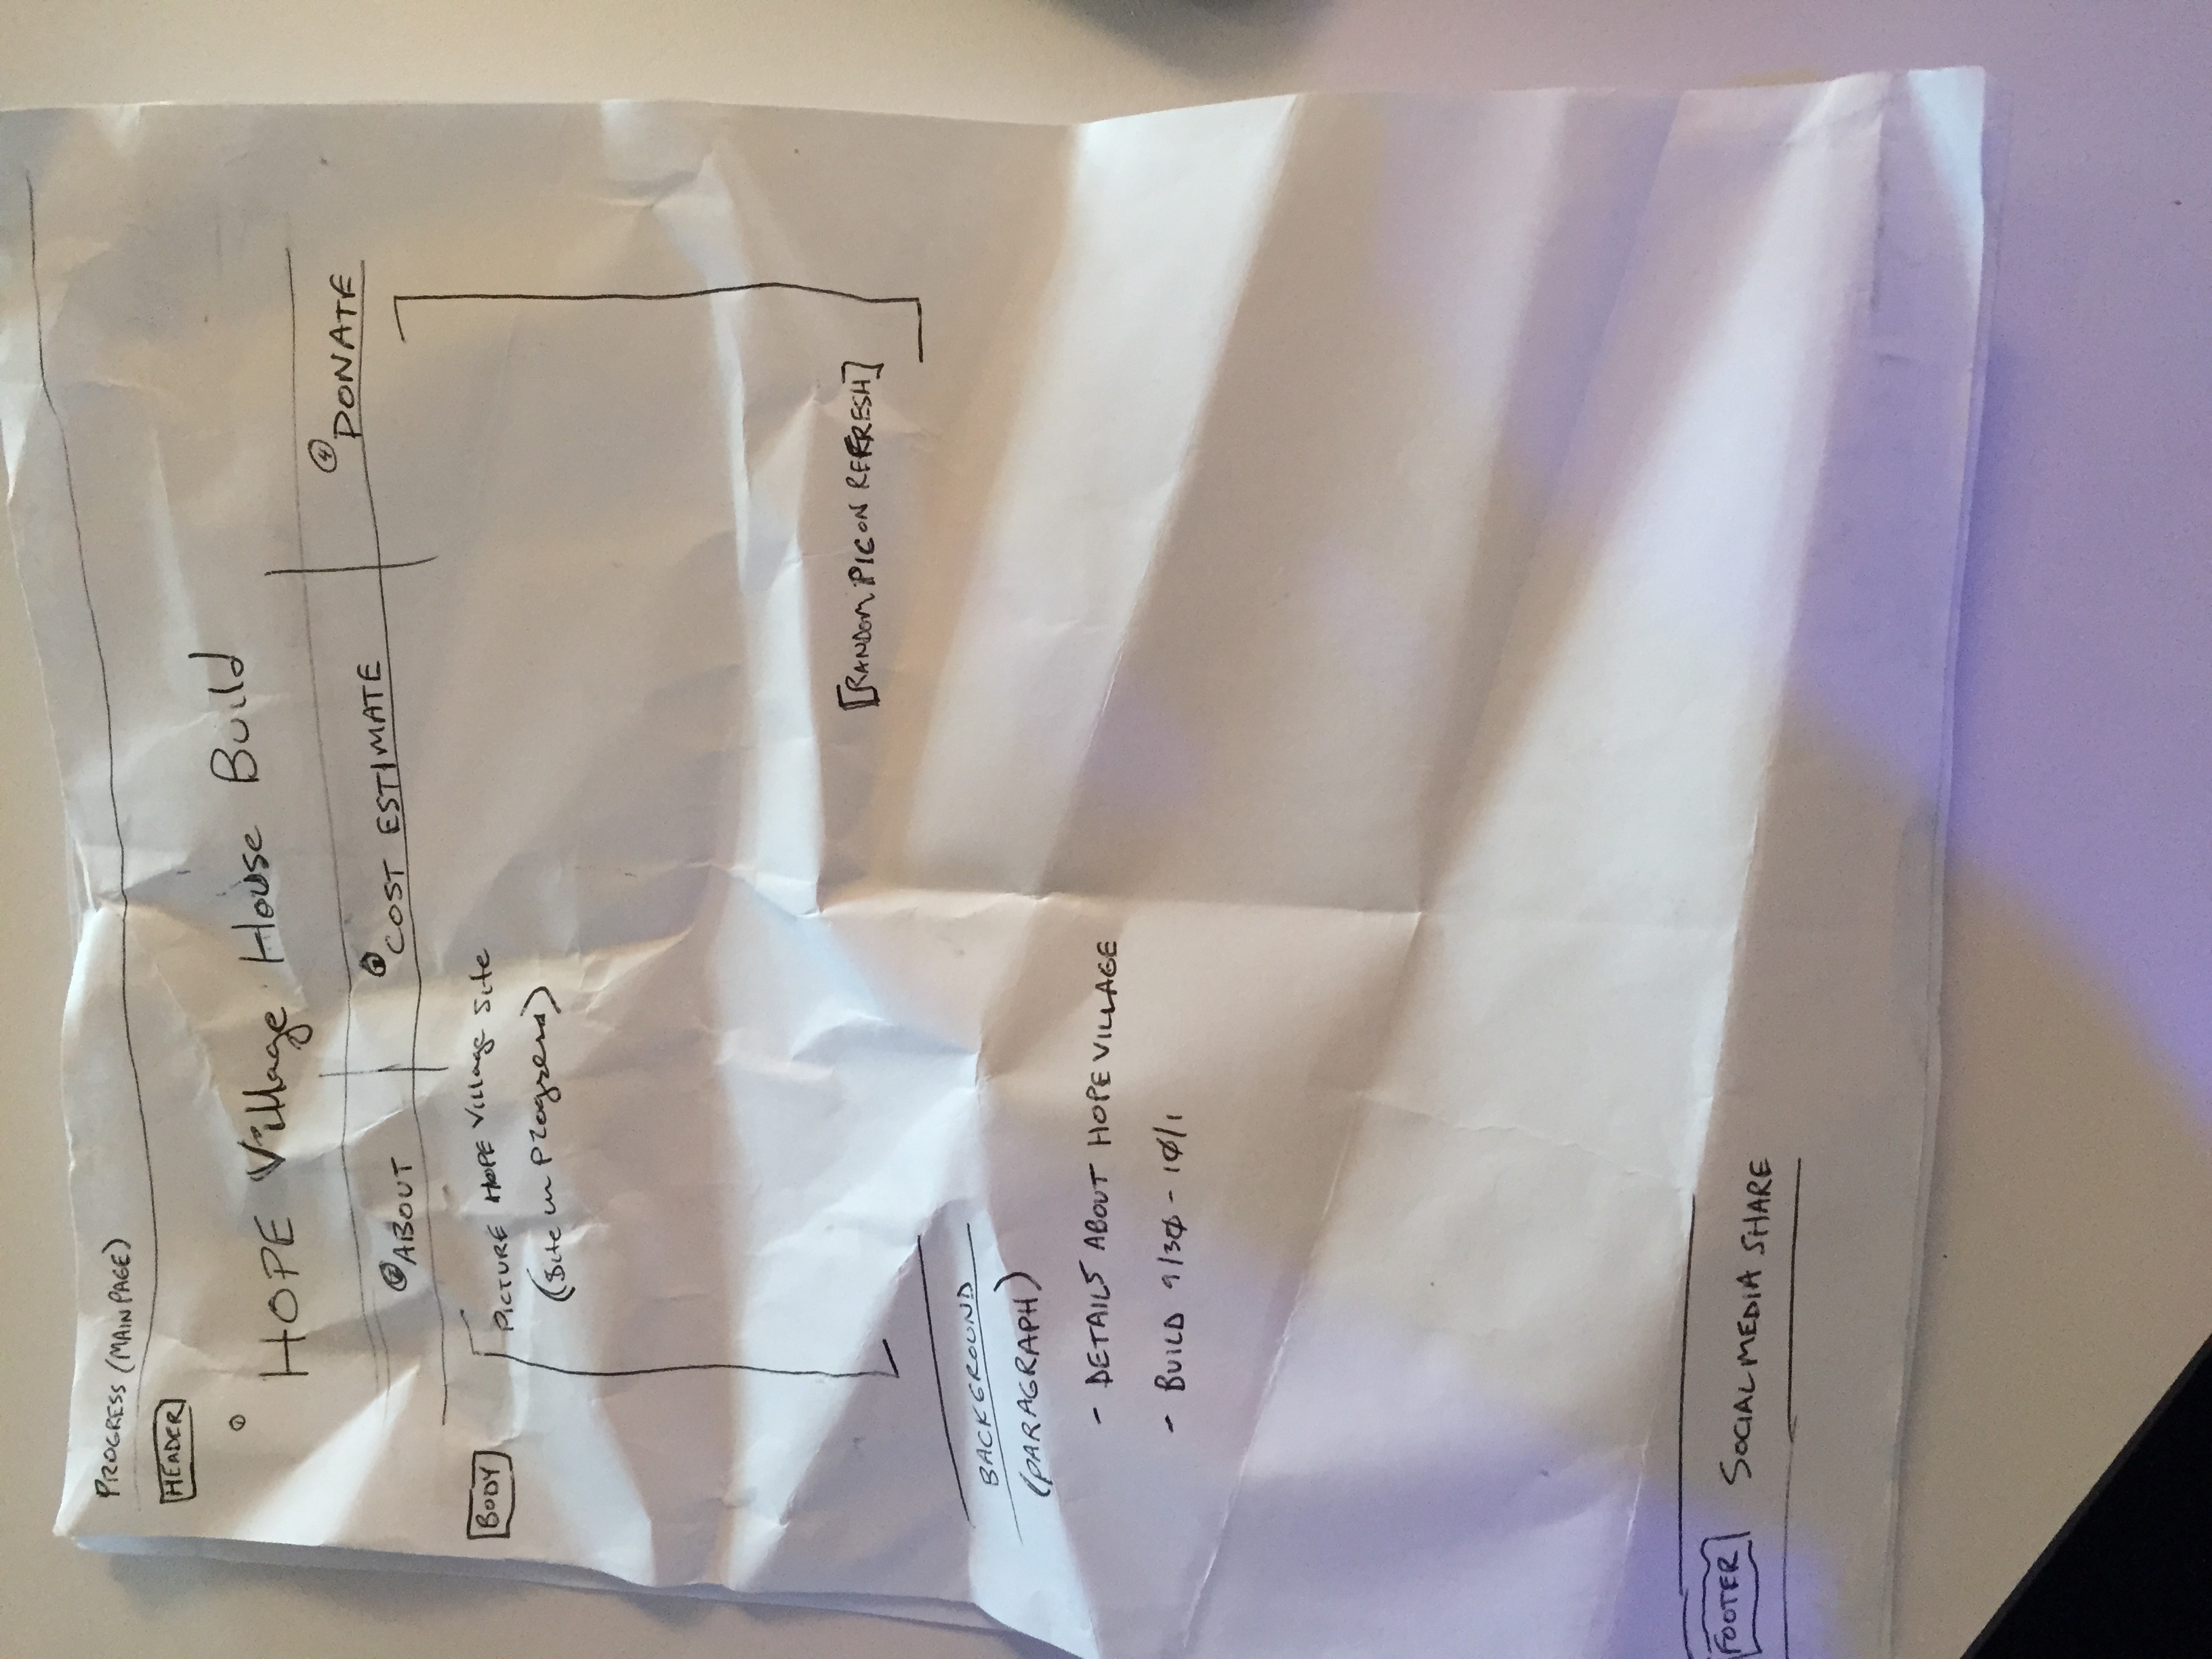 PROGRESS (MAIN PAGE)
HEADER
① HOPE Village House Build
② ABOUT
③ COST ESTIMATE
④ DONATE
BODY
PICTURE HOPE Village Site
(Site in Progress)
[RANDOM PIC ON REFRESH]
BACKGROUND
(PARAGRAPH)
- DETAILS ABOUT HOPE VILLAGE
- BUILD 9/30 - 10/1
FOOTER
SOCIAL MEDIA SHARE